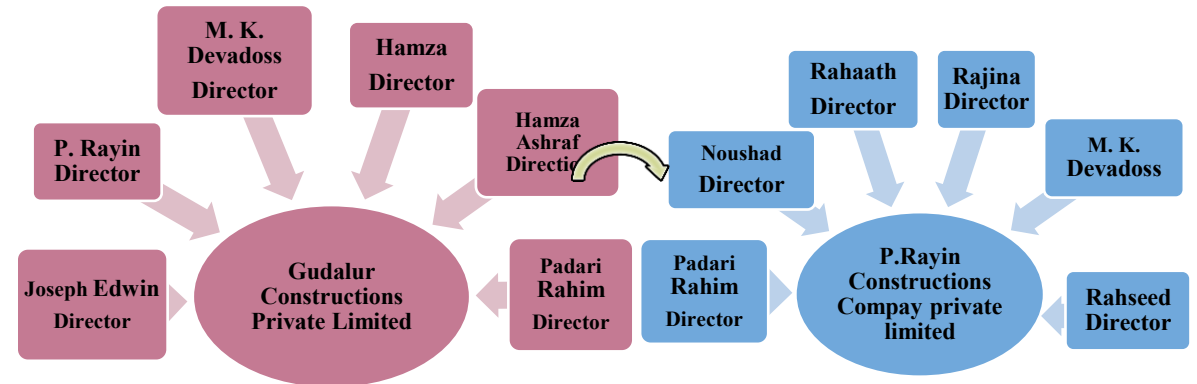 M. K.
Devadoss
Director
Hamza
Director
Hamza
Ashraf
Direction
P. Rayin
Director
Joseph Edwin
Director
Gudalur
Constructions
Private Limited
Padari
Rahim
Director
Rahaath
Director
Rajina
Director
Noushad
Director
M. K.
Devadoss
Padari
Rahim
Director
P.Rayin
Constructions
Compay private
limited
Rahseed
Director